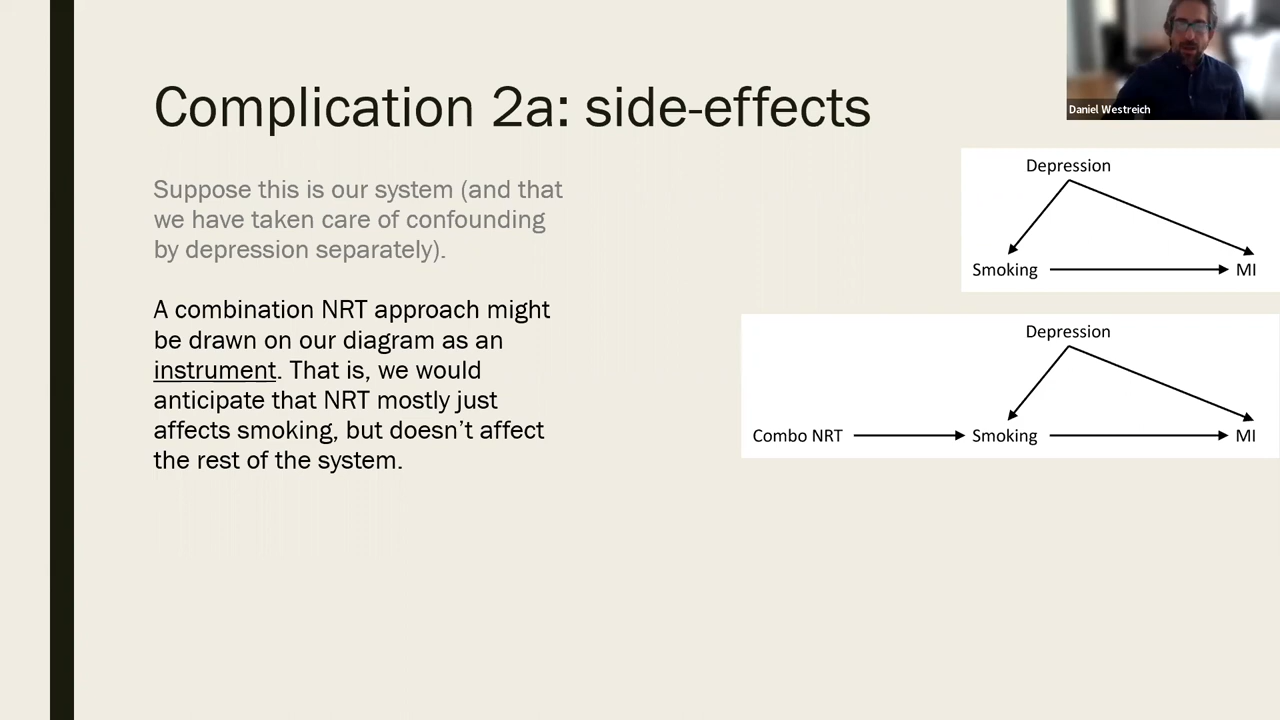 Complication 2a: side-effects
Daniel Westreich
Suppose this is our system (and that
we have taken care of confounding
by depression separately).
A combination NRT approach might
be drawn on our diagram as an
instrument. That is, we would
anticipate that NRT mostly just
affects smoking, but doesn’t affect
the rest of the system.
Depression
Smoking MI
Depression
Combo NRT Smoking MI